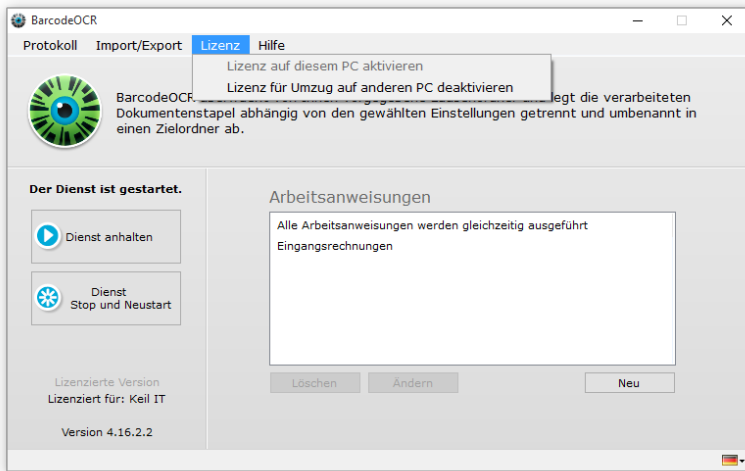 BarcodeOCR
Protokoll Import/Export Lizenz Hilfe
Lizenz auf diesem PC aktivieren
Lizenz für Umzug auf anderen PC deaktivieren
BarcodeOCR legt die verarbeiteten
Dokumentenstapel abhängig von den gewählten Einstellungen getrennt und umbenannt in
einen Zielordner ab.
Der Dienst ist gestartet.
Dienst anhalten
Dienst
Stop und Neustart
Arbeitsanweisungen
Alle Arbeitsanweisungen werden gleichzeitig ausgeführt
Eingangsrechnungen
Löschen Ändern Neu
Lizenzierte Version
Lizenziert für: Keil IT
Version 4.16.2.2